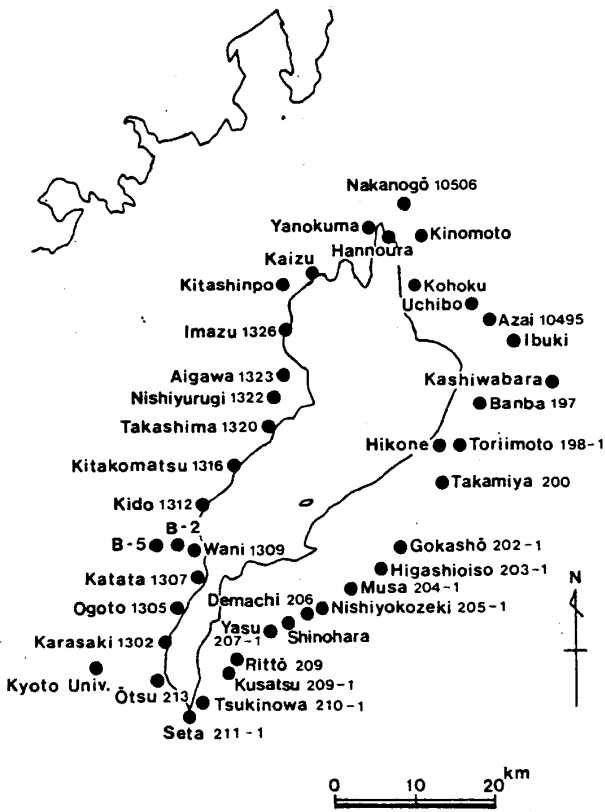 Nakanogō 10506
Yanokuma
Hannoura
Kinomoto
Kaizu
Kitashinpo
Kohoku
Uchibo
Azai 10495
Imazu 1326
Ibuki
Aigawa 1323
Kashiwabara
Nishiyurugi 1322
Banba 197
Takashima 1320
Hikone
Toriimoto 198-1
Kitakomatsu 1316
Takamiya 200
Kido 1312
B-2
B-5
Wani 1309
Gokashō 202-1
Higashioiso 203-1
Katata 1307
Musa 204-1
N
Demachi 206
Ogoto 1305
Nishiyokozeki 205-1
Yasu
207-1
Shinohara
Karasaki 1302
Rittō 209
Kyoto Univ.
Kusatsu 209-1
Ōtsu 213
Tsukinowa 210-1
Seta 211-1
0 10 20 km